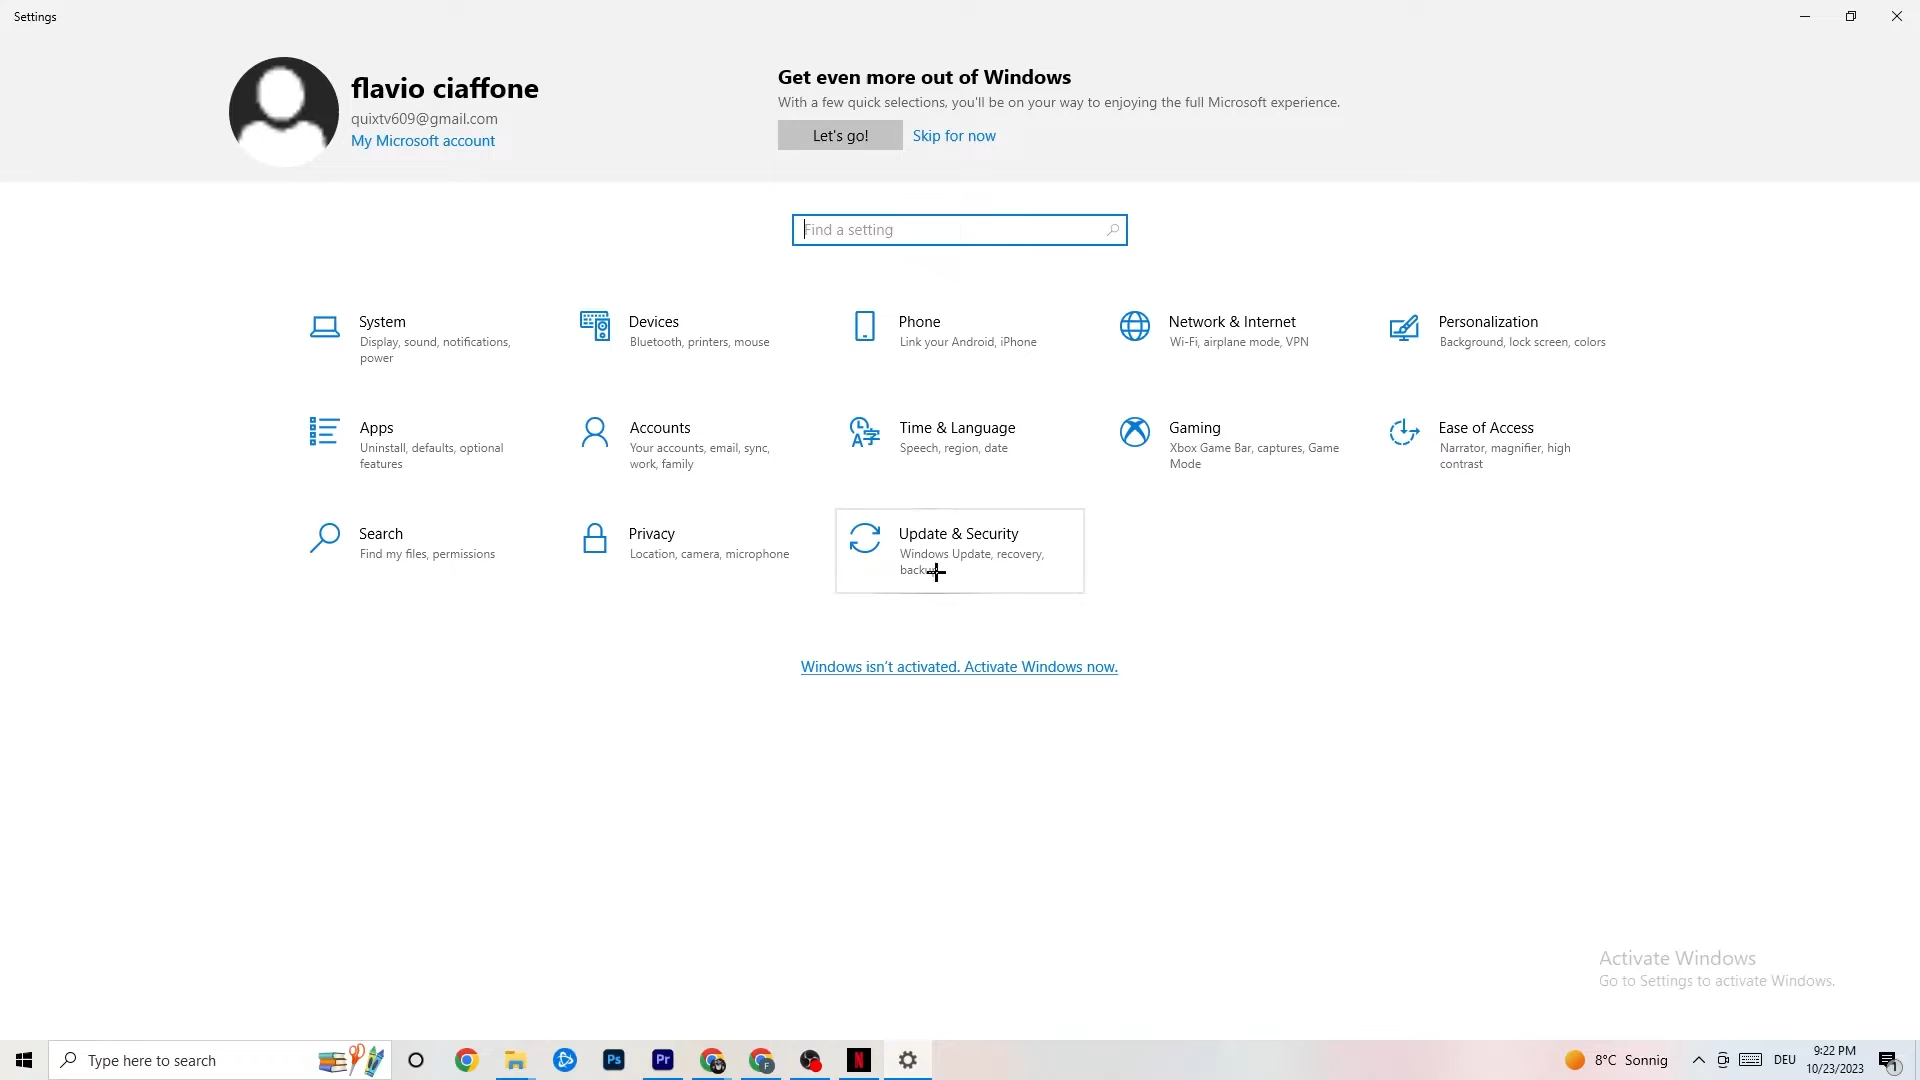 Settings
flavio ciaffone
quixtv609@gmail.com
My Microsoft account
Get even more out of Windows
With a few quick selections, you'll be on your way to enjoying the full Microsoft experience.
Let's go!
Skip for now
Find a setting
System
Display, sound, notifications,
power
Devices
Bluetooth, printers, mouse
Phone
Link your Android, iPhone
Network & Internet
Wi-Fi, airplane mode, VPN
Personalization
Background, lock screen, colors
Apps
Uninstall, defaults, optional
features
Accounts
Your accounts, email, sync,
work, family
Time & Language
Speech, region, date
Gaming
Xbox Game Bar, captures, Game
Mode
Ease of Access
Narrator, magnifier, high
contrast
Search
Find my files, permissions
Privacy
Location, camera, microphone
Update & Security
Windows Update, recovery,
backup
Windows isn't activated. Activate Windows now.
Activate Windows
Go to Settings to activate Windows.
Type here to search
Ps
Pr
F
N
8°C Sonnig
DEU
9:22 PM
10/23/2023
1